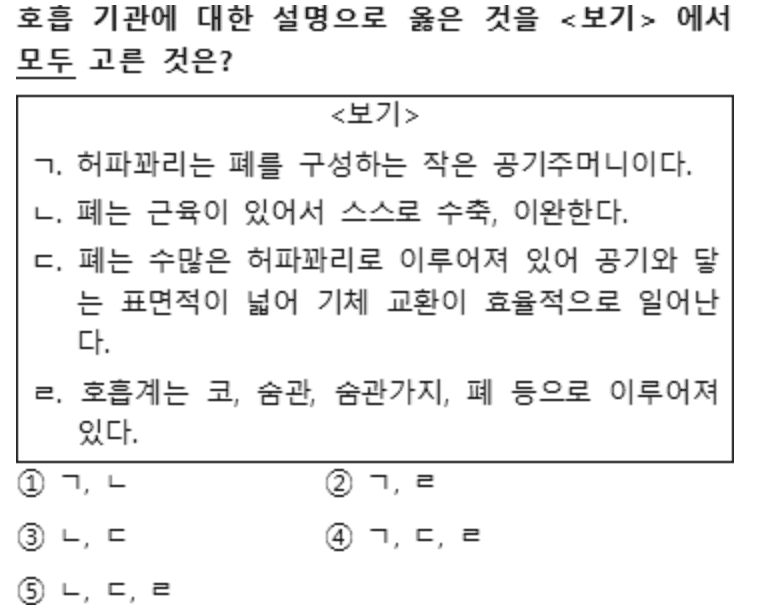 호흡 기관에 대한 설명으로 옳은 것을 <보기> 에서
모두 고른 것은?
<보기>
ㄱ. 허파꽈리는 폐를 구성하는 작은 공기주머니이다.
ㄴ. 폐는 근육이 있어서 스스로 수축, 이완한다.
ㄷ. 폐는 수많은 허파꽈리로 이루어져 있어 공기와 닿
는 표면적이 넓어 기체 교환이 효율적으로 일어난
다.
ㄹ. 호흡계는 코, 숨관, 숨관가지, 폐 등으로 이루어져
있다.
① ㄱ, ㄴ ② ㄱ, ㄹ
③ ㄴ, ㄷ ④ ㄱ, ㄷ, ㄹ
⑤ ㄴ, ㄷ, ㄹ